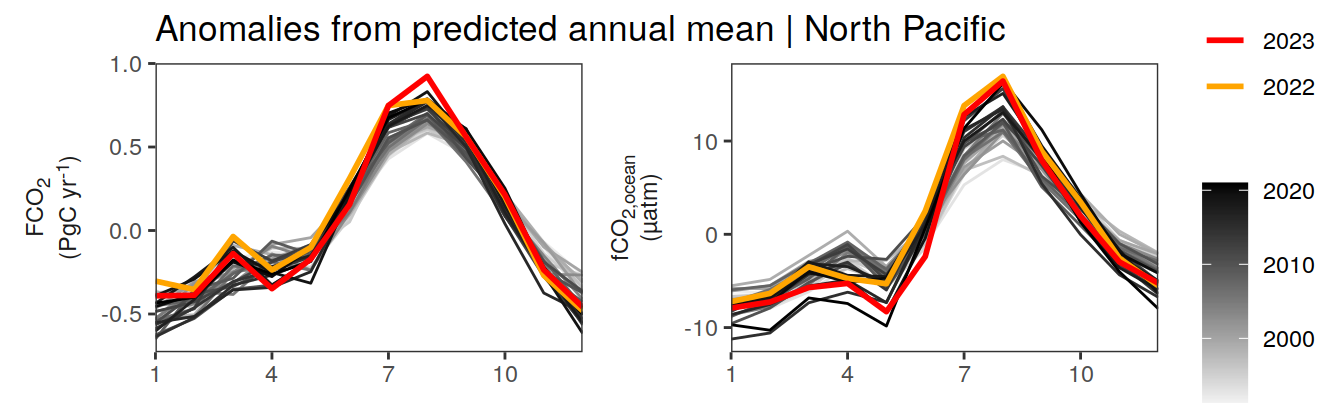 Anomalies from predicted annual mean | North Pacific
FCO₂
(PgC yr⁻¹)
1.0
0.5
0.0
-0.5
1 4 7 10
fCO₂,ocean
(µatm)
10
0
-10
1 4 7 10
2023
2022
2020
2010
2000